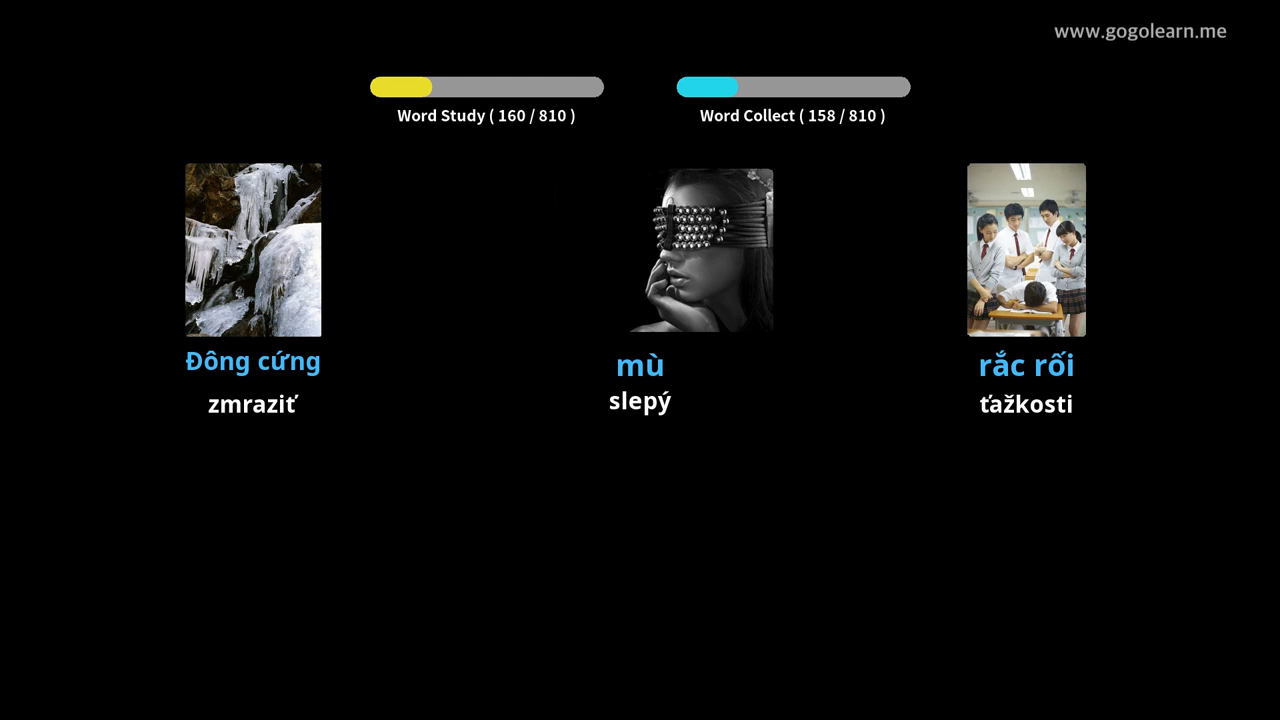 www.gogolearn.me
Word Study ( 160 / 810 )
Word Collect ( 158 / 810 )
Đông cứng
zmraziť
mù
slepý
rắc rối
ťažkosti